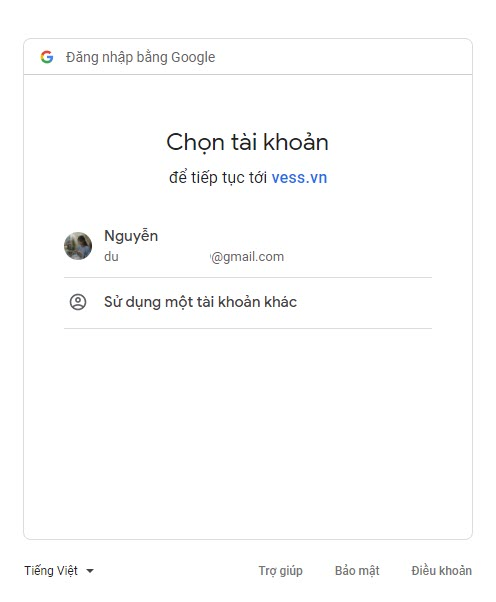 Đăng nhập bằng Google
Chọn tài khoản
để tiếp tục tới vess.vn
Nguyễn
du @gmail.com
Sử dụng một tài khoản khác
Tiếng Việt Trợ giúp Bảo mật Điều khoản